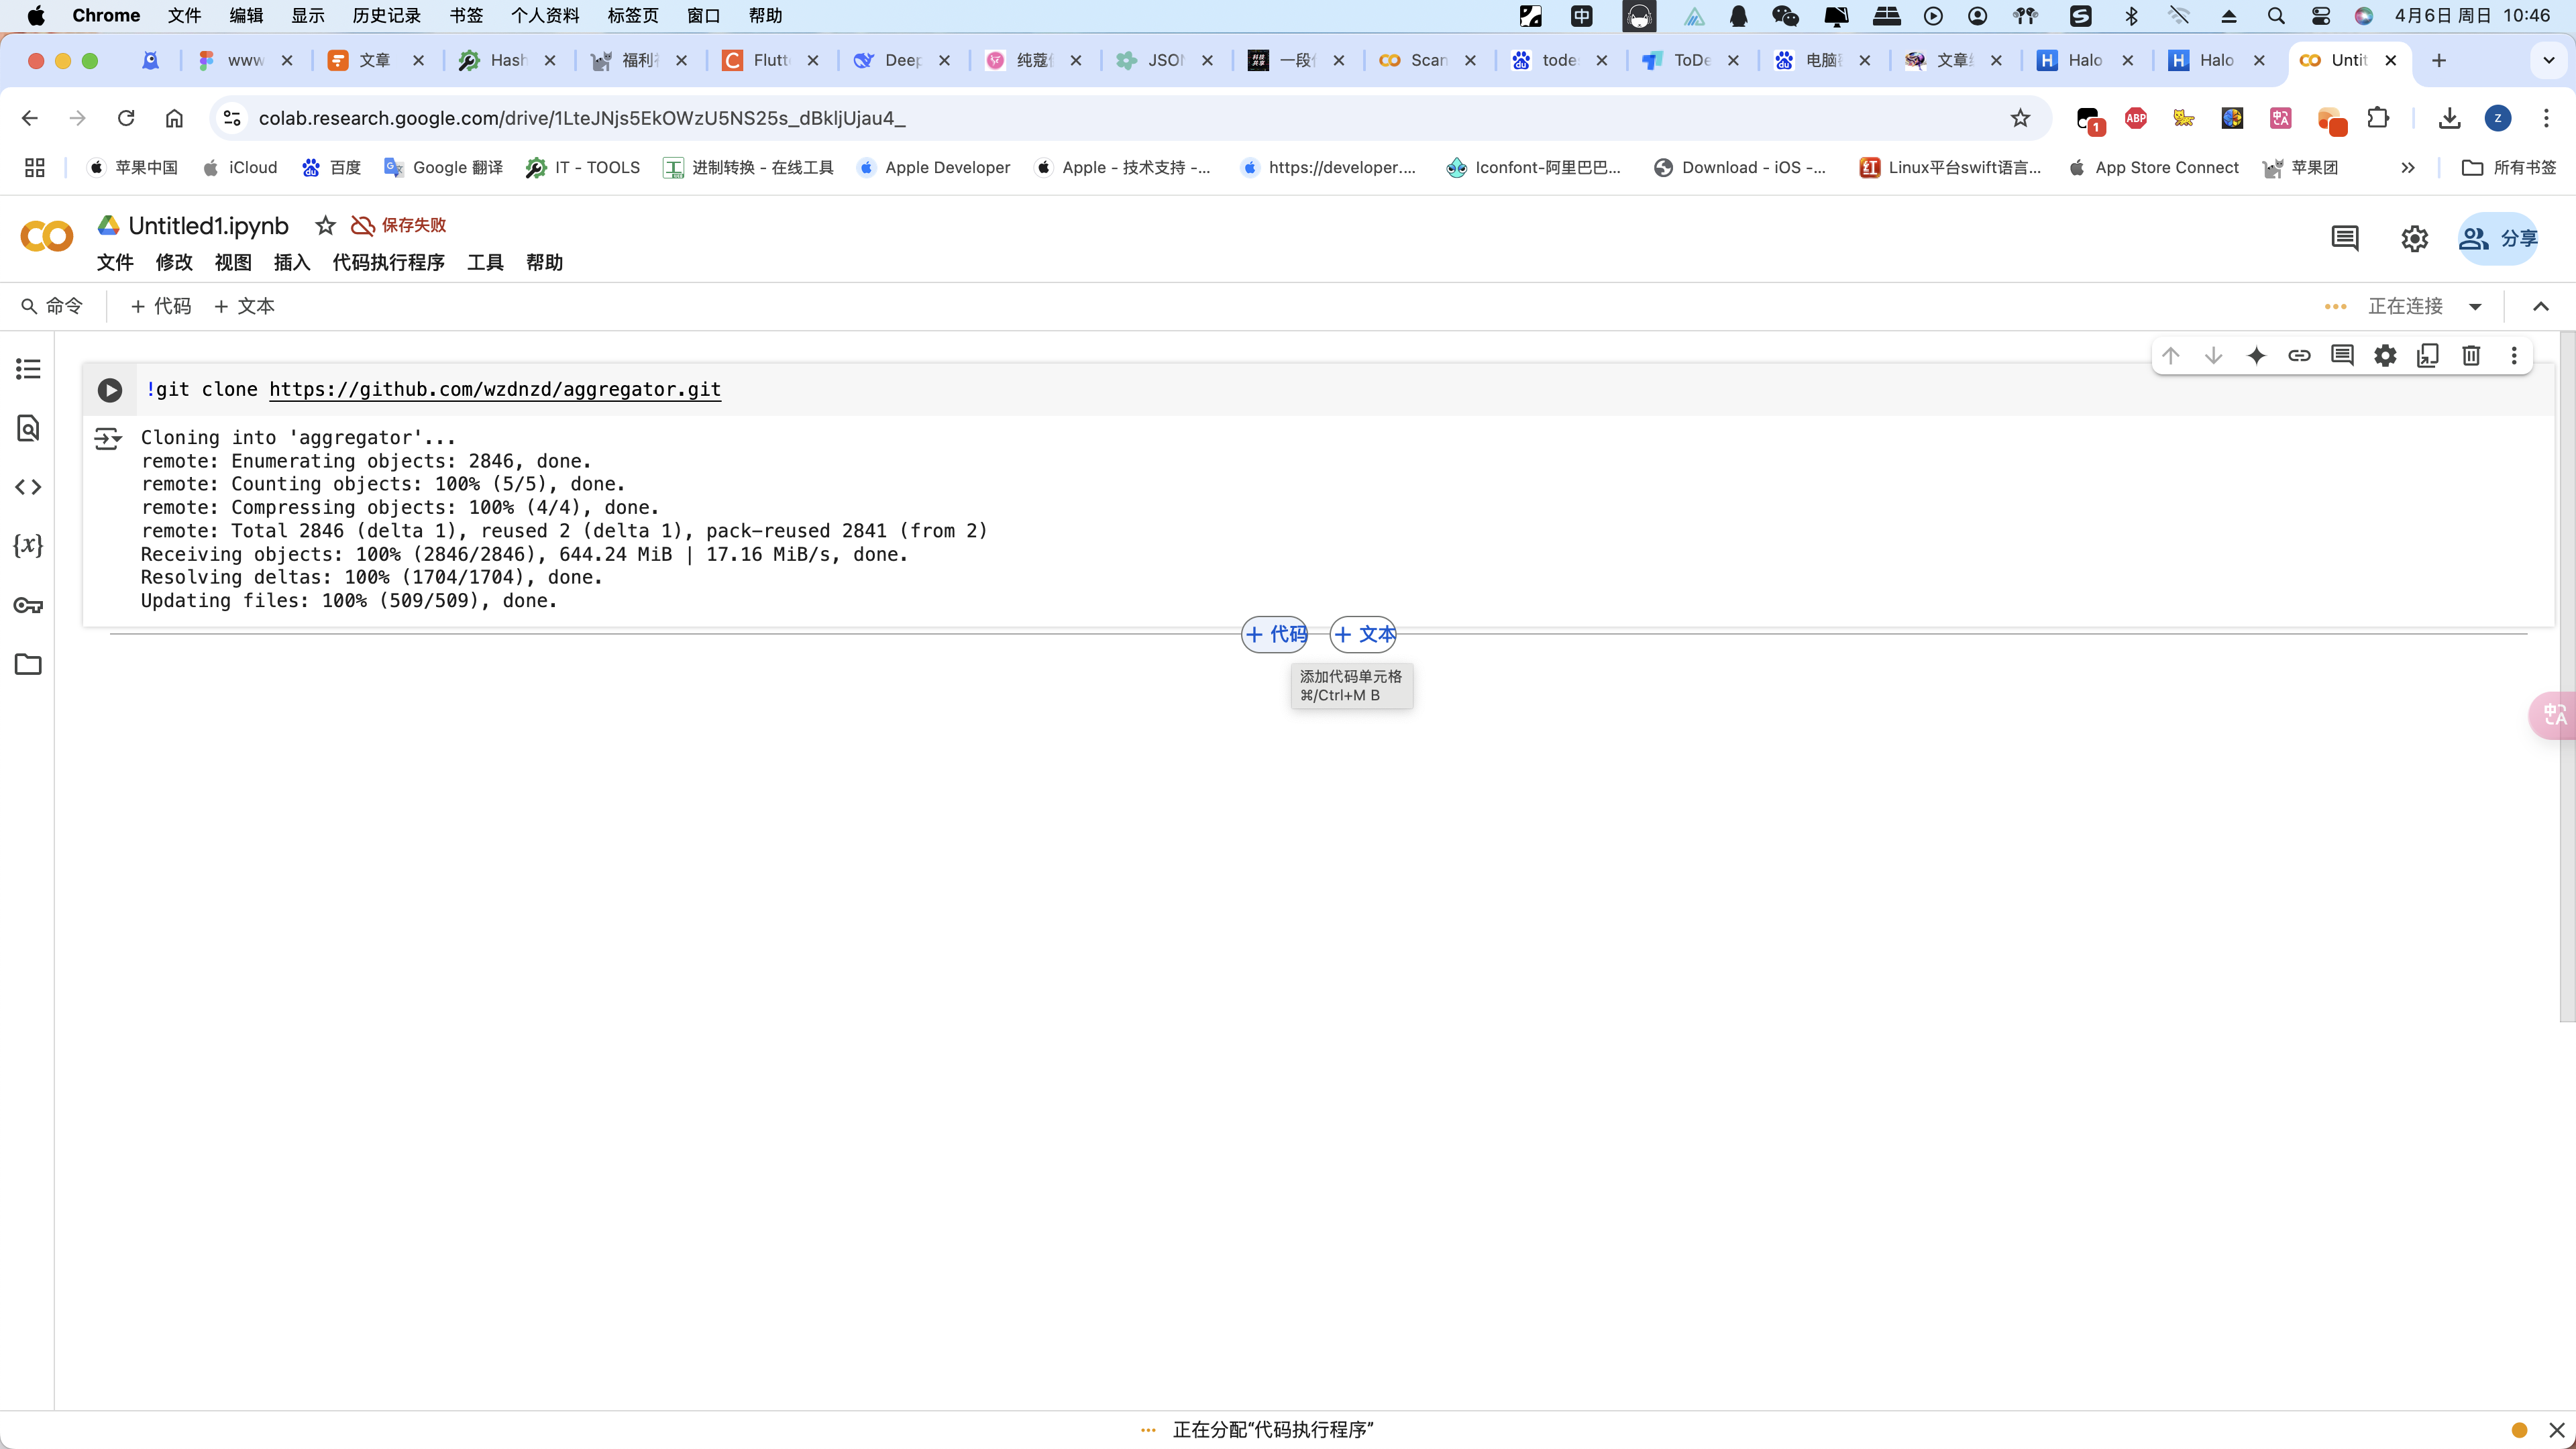 Chrome 文件 编辑 显示 历史记录 书签 个人资料 标签页 窗口 帮助 4月6日 周日 10:46
www 文章 Hash 福利 Flutt Deep 纯蔻 JSO 一段 Scan tode ToDe 电脑 文章 Halo Halo Untit
colab.research.google.com/drive/1LteJNjs5EkOWzU5NS25s_dBkljUjau4_ 1 ABP Z
苹果中国 iCloud 百度 Google 翻译 IT - TOOLS 进制转换 - 在线工具 Apple Developer Apple - 技术支持 -... https://developer.... Iconfont-阿里巴巴... Download - iOS -... Linux平台swift语言... App Store Connect 苹果团 所有书签
Untitled1.ipynb 保存失败
文件 修改 视图 插入 代码执行程序 工具 帮助 分享
命令 + 代码 + 文本 正在连接
!git clone https://github.com/wzdnzd/aggregator.git
Cloning into 'aggregator'...
remote: Enumerating objects: 2846, done.
remote: Counting objects: 100% (5/5), done.
remote: Compressing objects: 100% (4/4), done.
remote: Total 2846 (delta 1), reused 2 (delta 1), pack-reused 2841 (from 2)
Receiving objects: 100% (2846/2846), 644.24 MiB | 17.16 MiB/s, done.
Resolving deltas: 100% (1704/1704), done.
Updating files: 100% (509/509), done.
+ 代码 + 文本
添加代码单元格
⌘/Ctrl+M B
正在分配“代码执行程序”